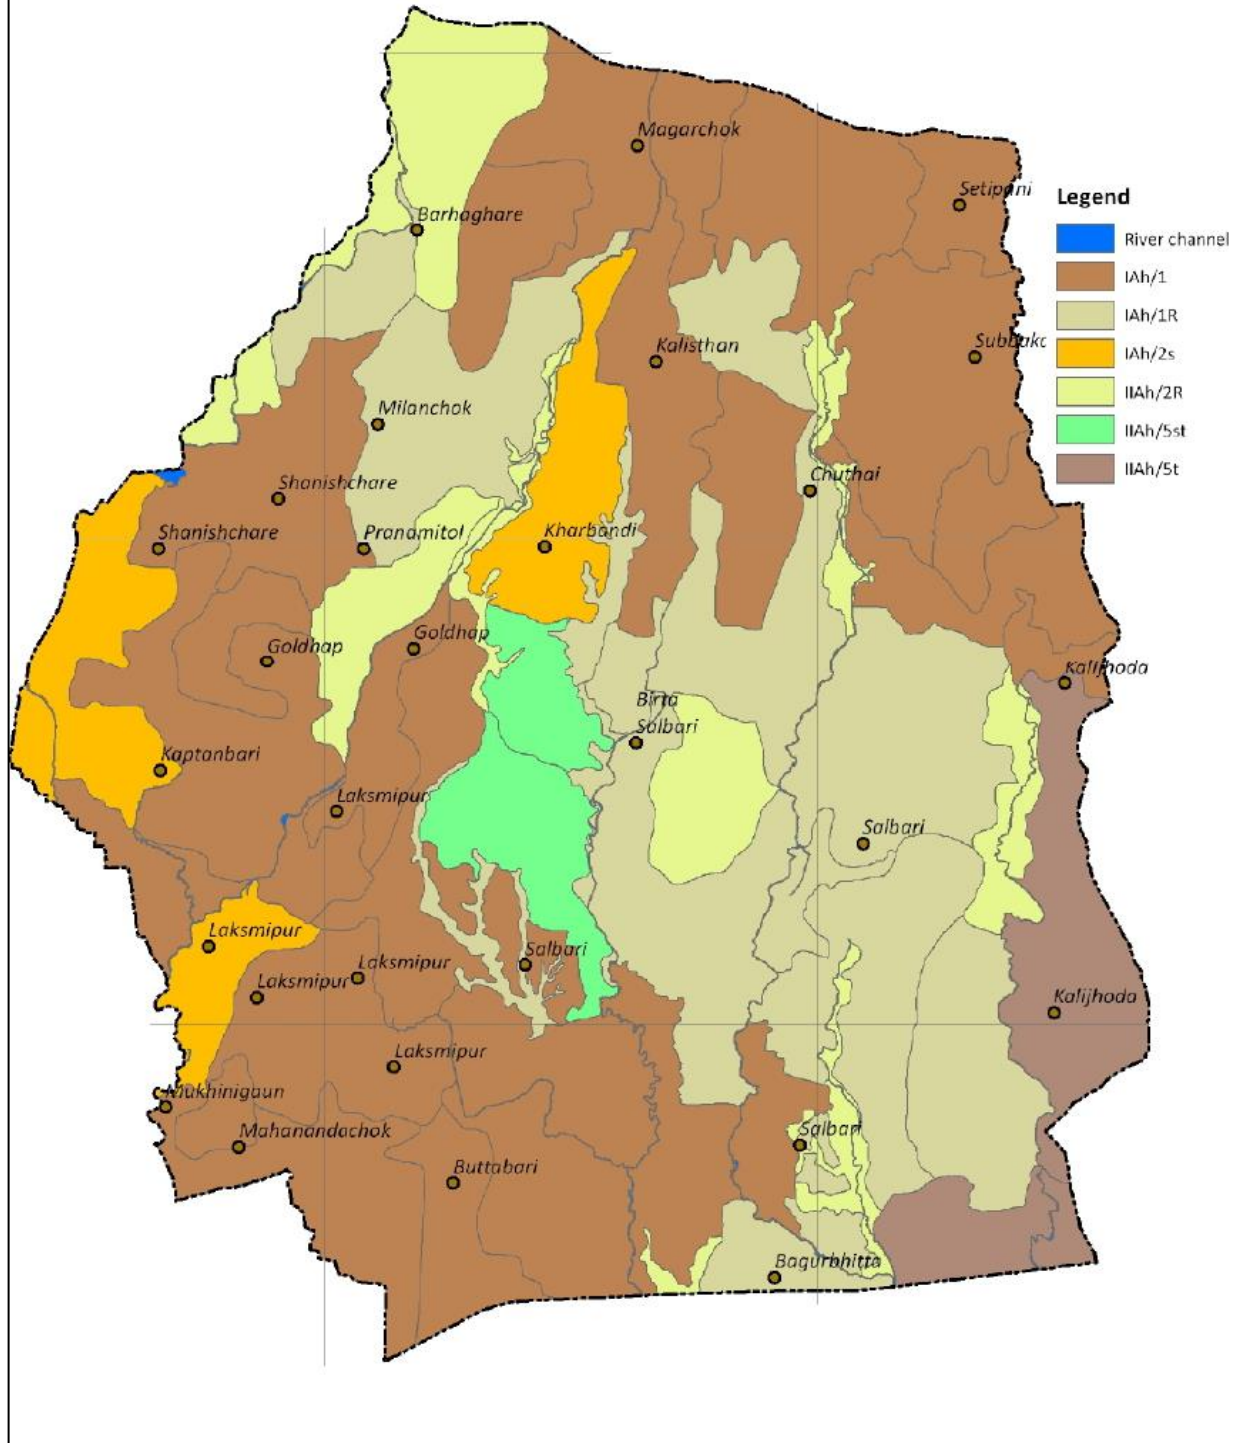 Magarchok
Setipani
Barhaghare
Legend
River channel
IAh/1
IAh/1R
IAh/2s
IIAh/2R
IIAh/5st
IIAh/5t
Kalisthan
Milanchok
Chuthai
Shanishchare
Shanishchare
Pranamitol
Kharbandi
Goldhap
Goldhap
Kalijhoda
Birta
Salbari
Kaptanbari
Laksmipur
Salbari
Laksmipur
Laksmipur
Laksmipur
Salbari
Kalijhoda
Laksmipur
Mukhinigaun
Mahanandachok
Salbari
Buttabari
Bagurbhitta